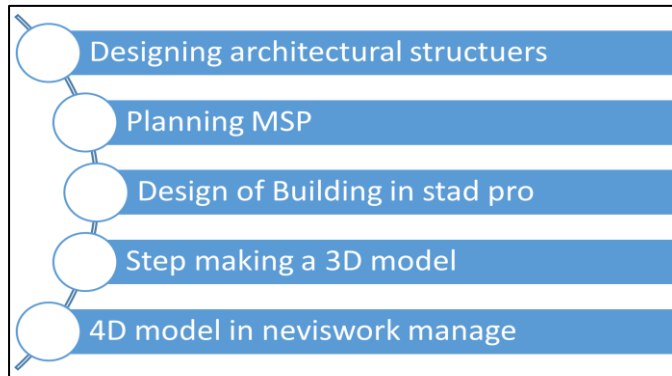 Designing architectural structuers
Planning MSP
Design of Building in stad pro
Step making a 3D model
4D model in neviswork manage